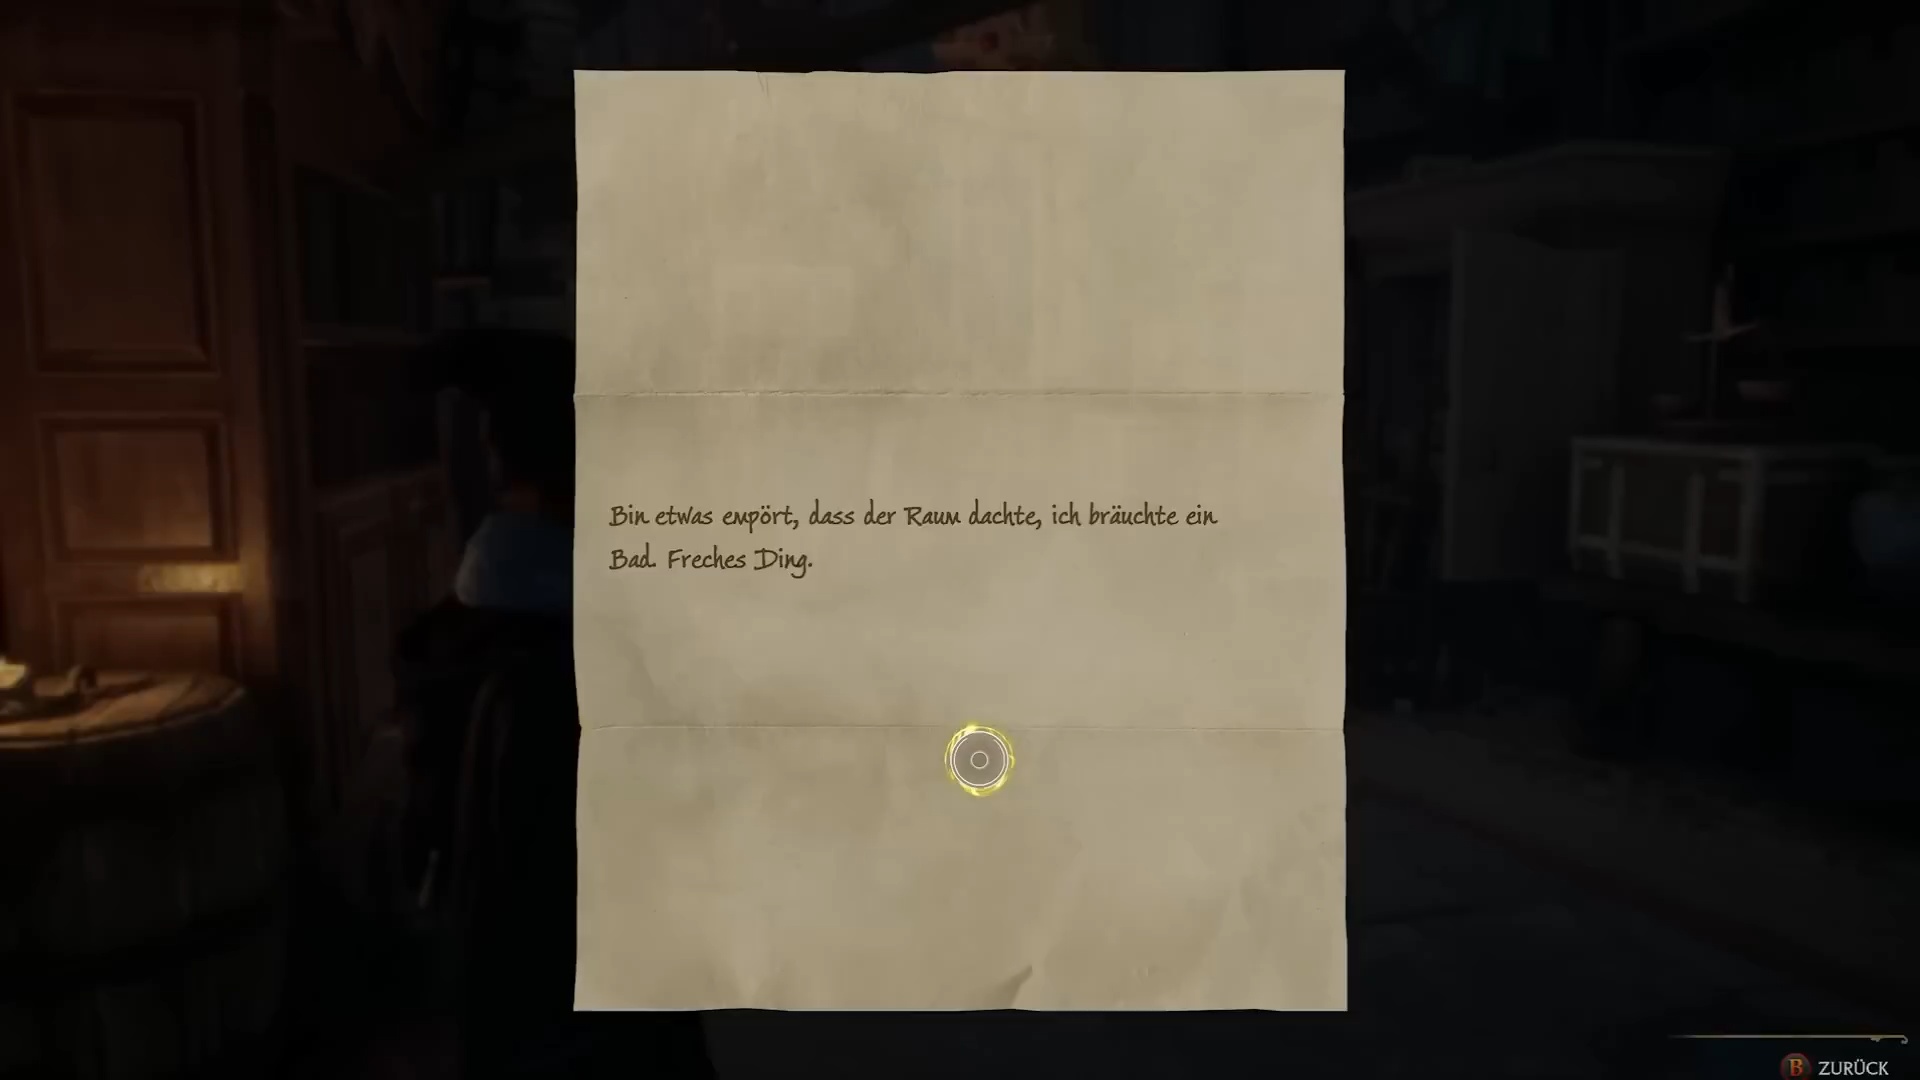 Bin etwas empört, dass der Raum dachte, ich bräuchte ein
Bad. Freches Ding.
B ZURÜCK